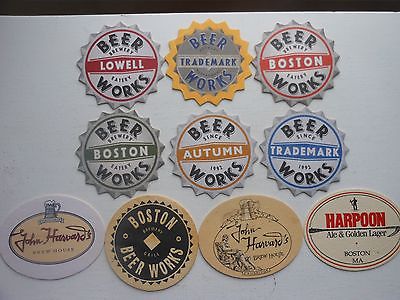 BEER
BREWERY
LOWELL
EATERY
WORKS
BEER
TRADEMARK
WORKS
BEER
BREWERY
BOSTON
EATERY
WORKS
BEER
BREWERY
BOSTON
EATERY
WORKS
BEER
SINCE
AUTUMN
1992
WORKS
BEER
SINCE
TRADEMARK
1992
WORKS
John Harvard's
BREW HOUSE
BOSTON
BREWERY
GRILL
BEER WORKS
John Harvard's
BREW HOUSE
HARPOON
Ale & Golden Lager
BOSTON
MA